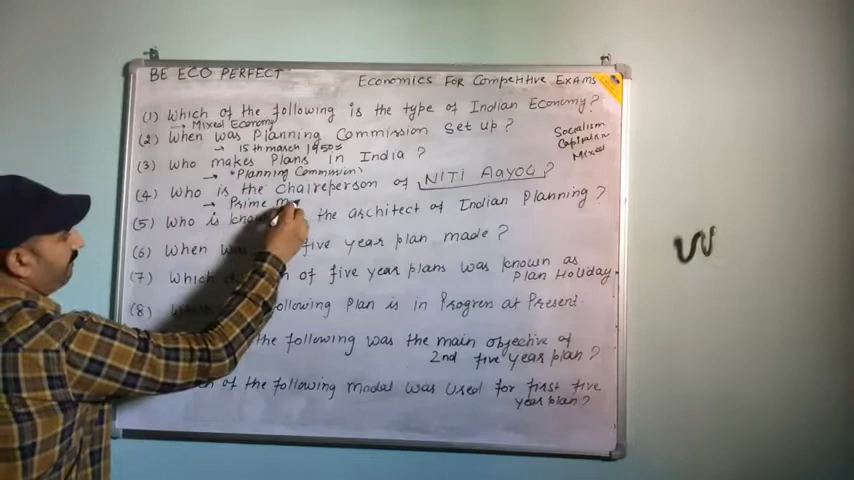 BE ECO PERFECT
ECONOMICS FOR COMPETITIVE EXAMS
(1) Which of the following is the type of Indian Economy?
→ Mixed Economy
(2) When was Planning Commission set up?
→ 15th march 1950
Socialism
Capitalism
Mixed
(3) Who makes Plans in India?
→ "Planning Commission"
(4) Who is the Chaireperson of NITI Aayog?
→ Prime
(5) Who is the architect of Indian Planning?
(6) When was five year plan made?
(7) Which of five year plans was known as
Plan Holiday
(8) following Plan is in Progress at Present.
the following was the main objective of
2nd five year plan?
of the following modal was used for first five
year plan?